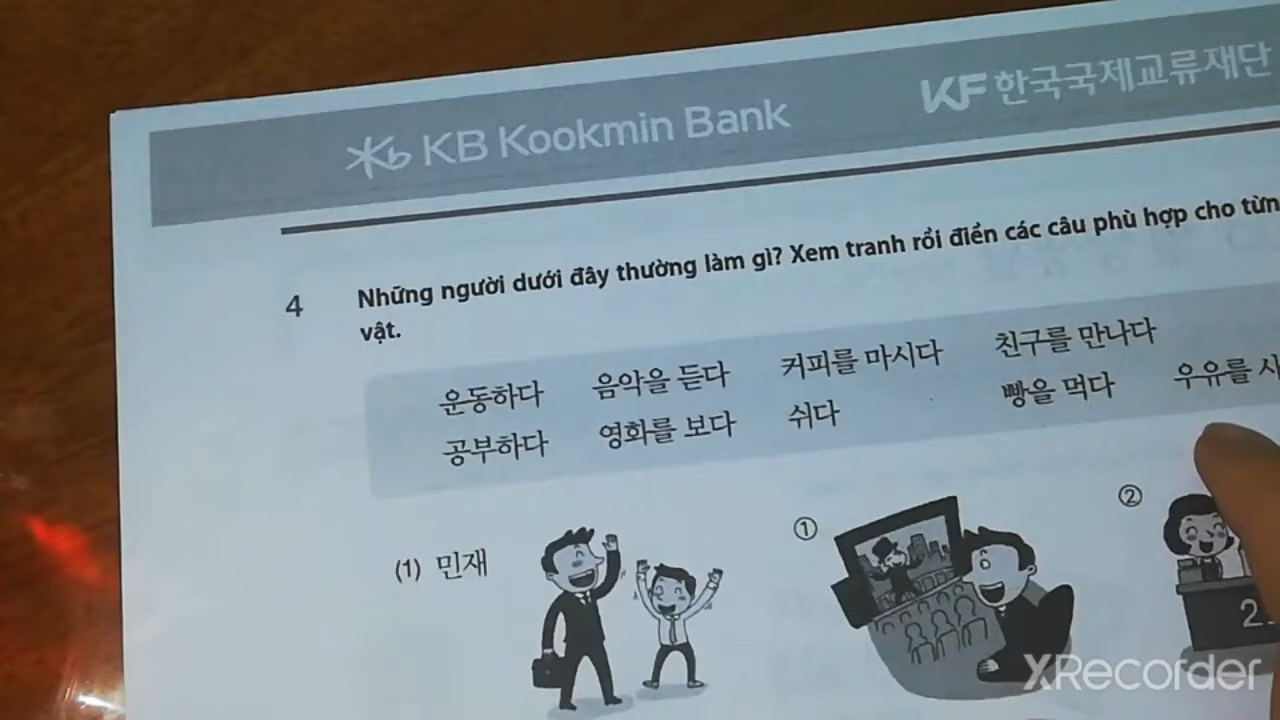 KB KB Kookmin Bank KF 한국국제교류재단
4 Những người dưới đây thường làm gì? Xem tranh rồi điền các câu phù hợp cho từng
vật.
운동하다 음악을 듣다 커피를 마시다 친구를 만나다
공부하다 영화를 보다 쉬다 빵을 먹다 우유를
(1) 민재 ① ②
XRecorder